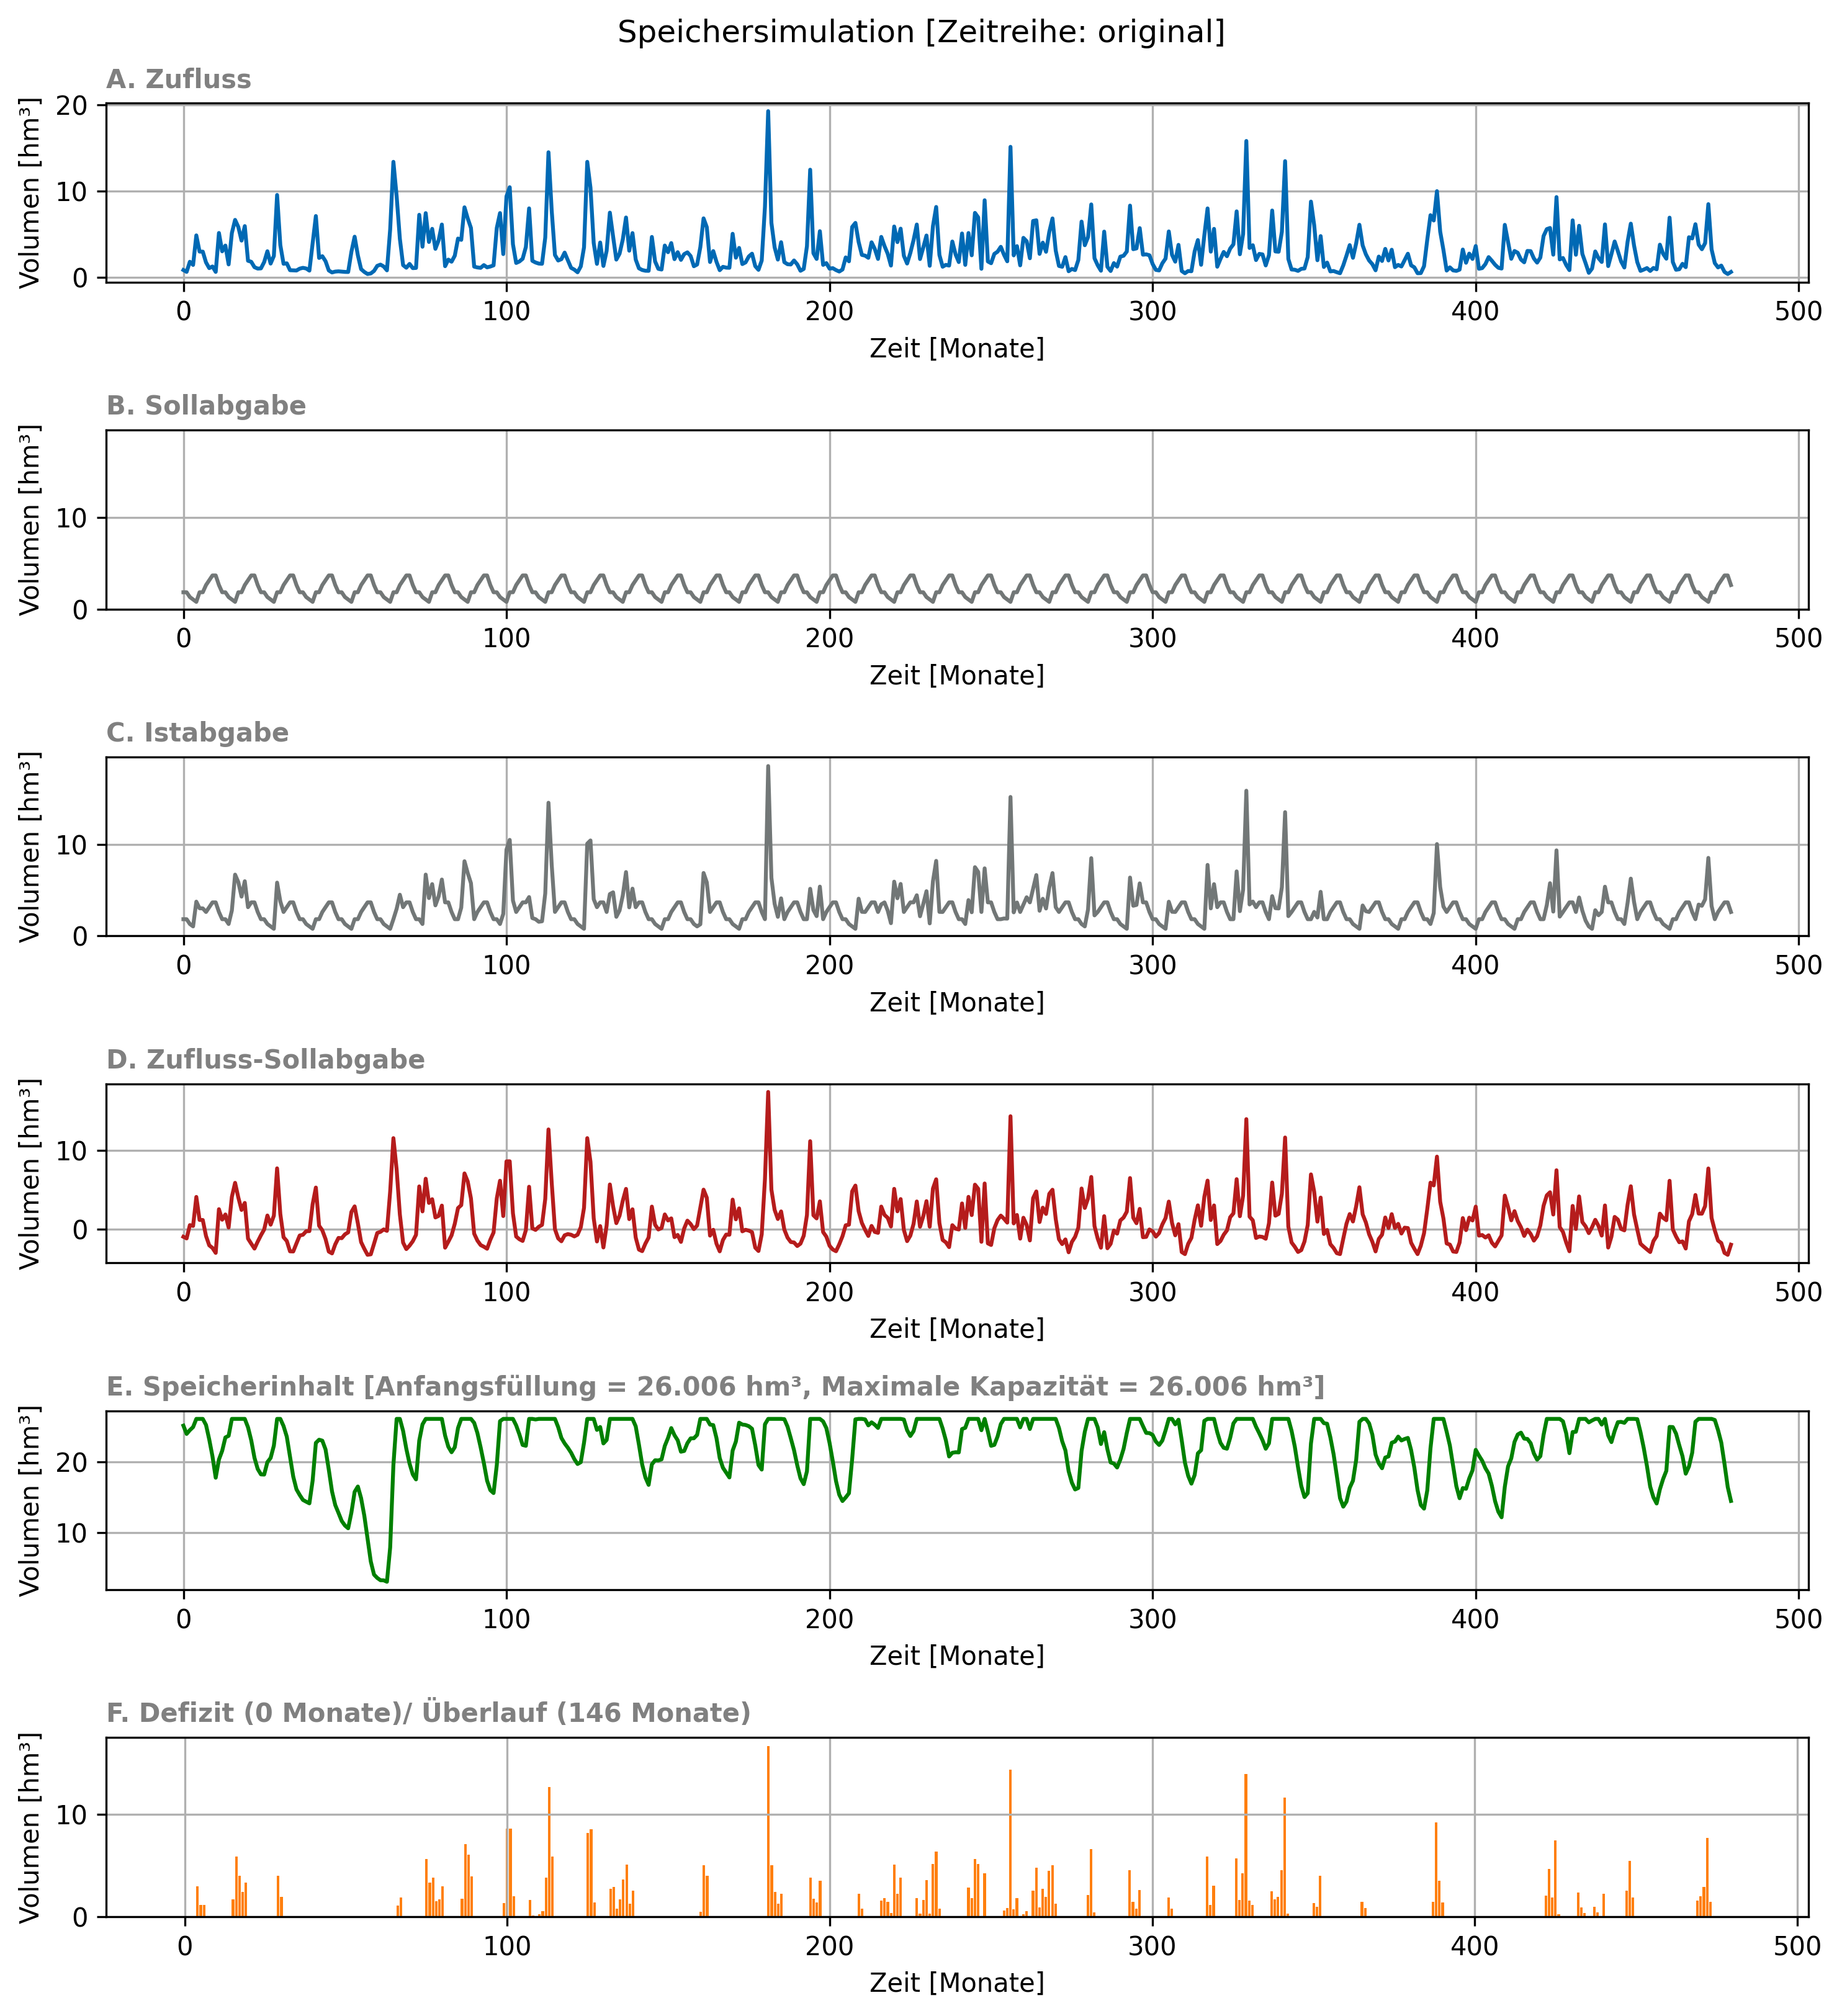 Speichersimulation [Zeitreihe: original]
A. Zufluss
Volumen [hm³]
20
10
0
0 100 200 300 400 500
Zeit [Monate]
B. Sollabgabe
Volumen [hm³]
10
0
0 100 200 300 400 500
Zeit [Monate]
C. Istabgabe
Volumen [hm³]
10
0
0 100 200 300 400 500
Zeit [Monate]
D. Zufluss-Sollabgabe
Volumen [hm³]
10
0
0 100 200 300 400 500
Zeit [Monate]
E. Speicherinhalt [Anfangsfüllung = 26.006 hm³, Maximale Kapazität = 26.006 hm³]
Volumen [hm³]
20
10
0 100 200 300 400 500
Zeit [Monate]
F. Defizit (0 Monate)/ Überlauf (146 Monate)
Volumen [hm³]
10
0
0 100 200 300 400 500
Zeit [Monate]